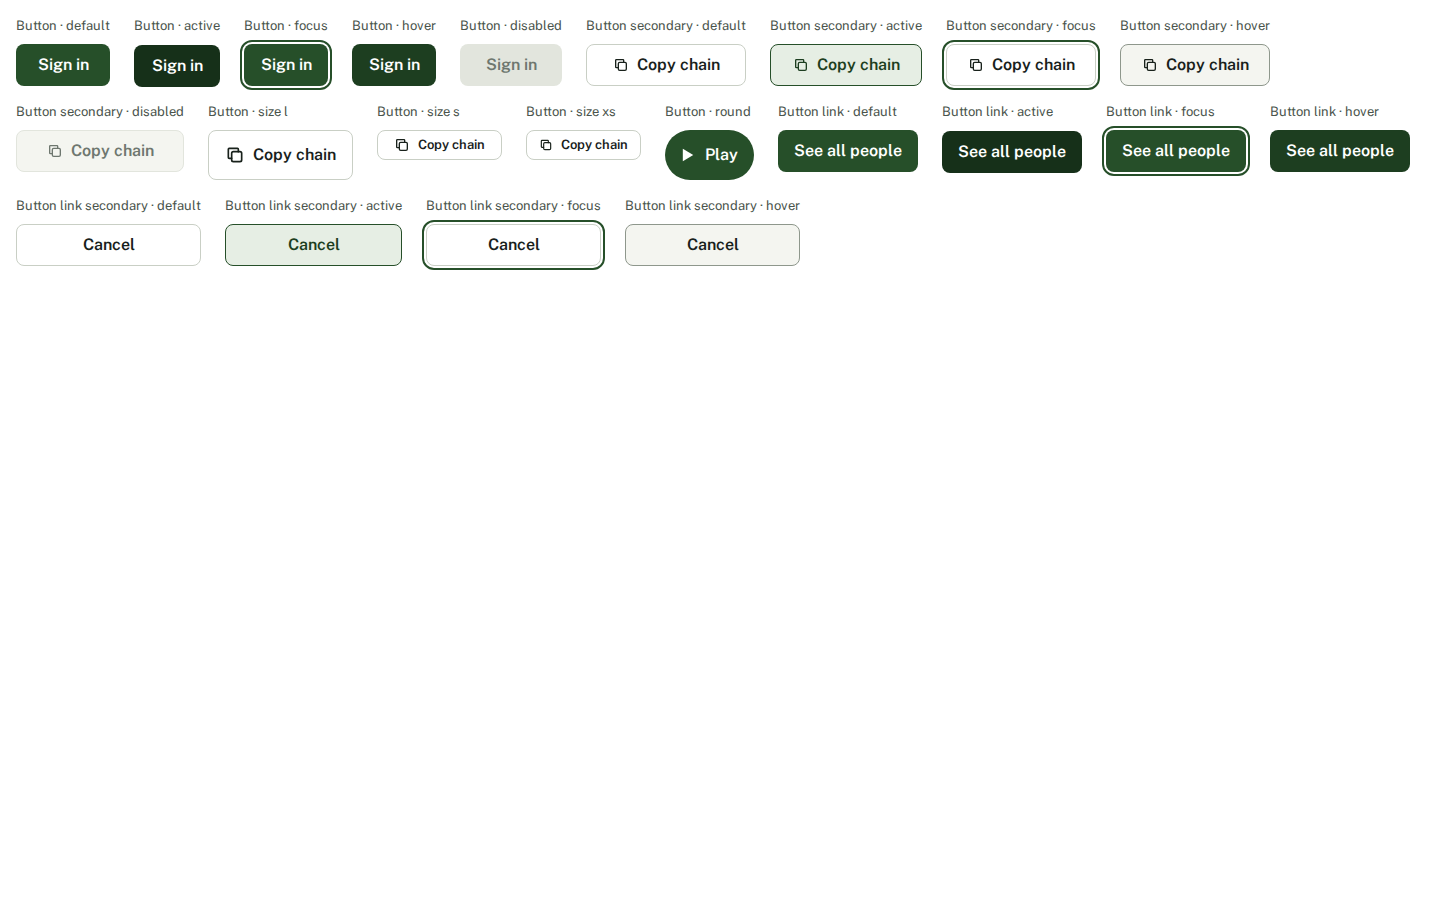 Button · default
Button · active
Button · focus
Button · hover
Button · disabled
Button secondary · default
Button secondary · active
Button secondary · focus
Button secondary · hover
Sign in
Sign in
Sign in
Sign in
Sign in
Copy chain
Copy chain
Copy chain
Copy chain
Button secondary · disabled
Button · size l
Button · size s
Button · size xs
Button · round
Button link · default
Button link · active
Button link · focus
Button link · hover
Copy chain
Copy chain
Copy chain
Copy chain
Play
See all people
See all people
See all people
See all people
Button link secondary · default
Button link secondary · active
Button link secondary · focus
Button link secondary · hover
Cancel
Cancel
Cancel
Cancel